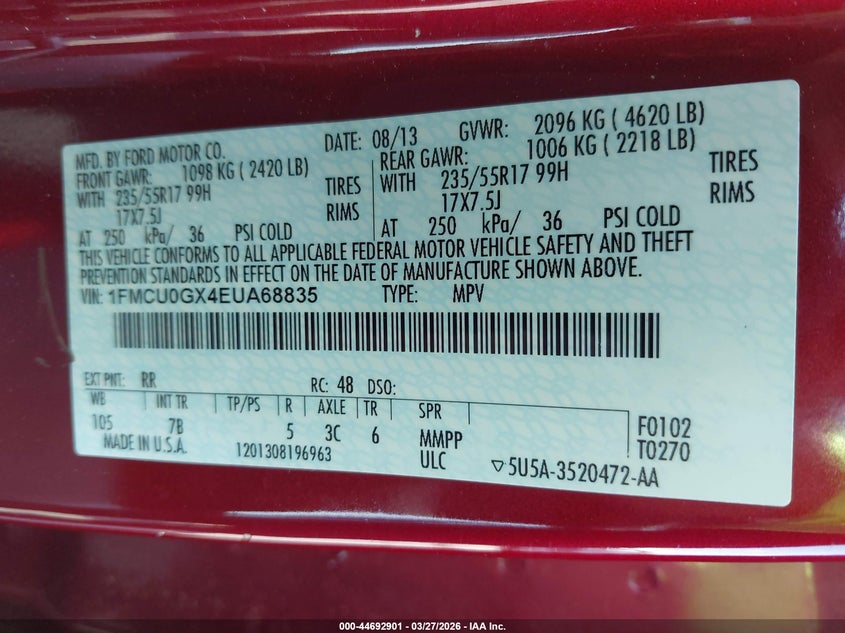 MFD. BY FORD MOTOR CO. DATE: 08/13 GVWR: 2096 KG ( 4620 LB)
FRONT GAWR: 1098 KG ( 2420 LB) REAR GAWR: 1006 KG ( 2218 LB)
WITH 235/55R17 99H TIRES WITH 235/55R17 99H TIRES
17X7.5J RIMS 17X7.5J RIMS
AT 250 kPa/ 36 PSI COLD AT 250 kPa/ 36 PSI COLD
THIS VEHICLE CONFORMS TO ALL APPLICABLE FEDERAL MOTOR VEHICLE SAFETY AND THEFT
PREVENTION STANDARDS IN EFFECT ON THE DATE OF MANUFACTURE SHOWN ABOVE.
VIN: 1FMCU0GX4EUA68835 TYPE: MPV
EXT PNT: RR RC: 48 DSO:
WB INT TR TP/PS R AXLE TR SPR
105 7B 5 3C 6 MMPP
F0102
T0270
MADE IN U.S.A. 1201308196963 ULC
▽5U5A-3520472-AA
000-44692901 - 03/27/2026 - IAA Inc.